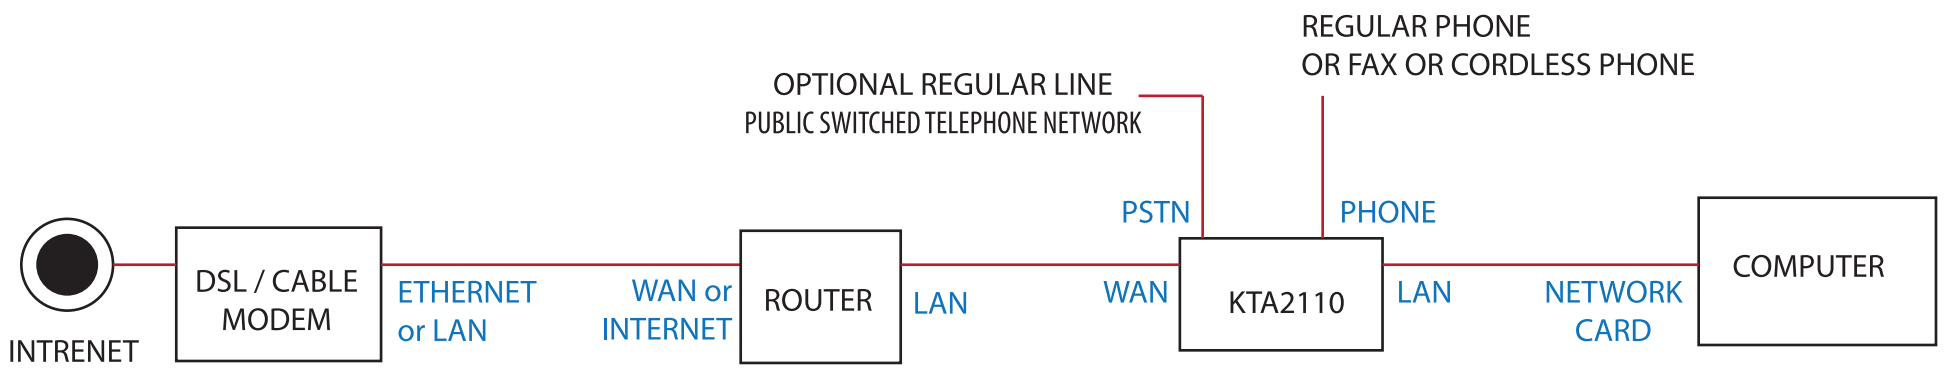 REGULAR PHONE
OR FAX OR CORDLESS PHONE
OPTIONAL REGULAR LINE
PUBLIC SWITCHED TELEPHONE NETWORK
PSTN
PHONE
INTRENET
DSL / CABLE
MODEM
ETHERNET
or LAN
WAN or
INTERNET
ROUTER
LAN
WAN
KTA2110
LAN
NETWORK
CARD
COMPUTER